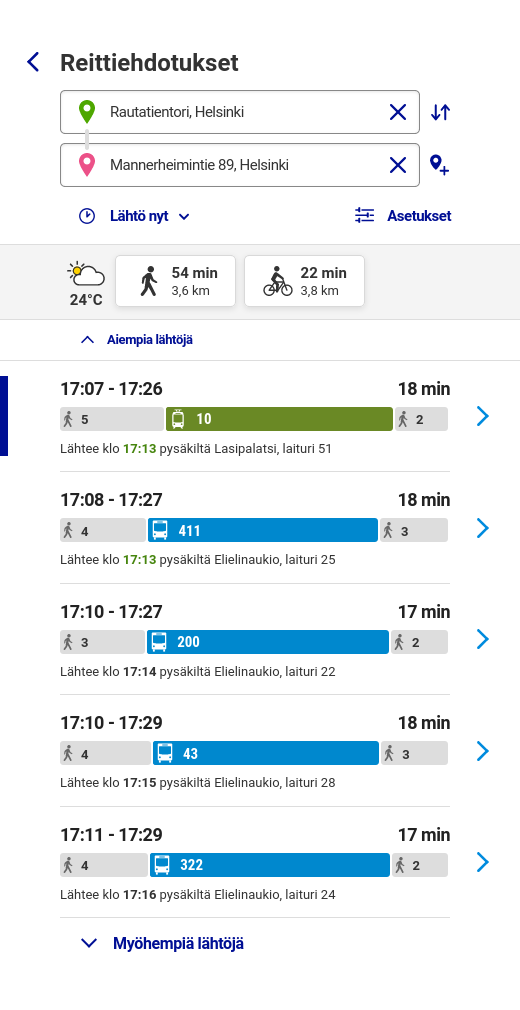 Reittiehdotukset
Rautatientori, Helsinki
Mannerheimintie 89, Helsinki
Lähtö nyt Asetukset
24°C
54 min
3,6 km
22 min
3,8 km
Aiempia lähtöjä
17:07 - 17:26 18 min
5 10 2
Lähtee klo 17:13 pysäkiltä Lasipalatsi, laituri 51
17:08 - 17:27 18 min
4 411 3
Lähtee klo 17:13 pysäkiltä Elielinaukio, laituri 25
17:10 - 17:27 17 min
3 200 2
Lähtee klo 17:14 pysäkiltä Elielinaukio, laituri 22
17:10 - 17:29 18 min
4 43 3
Lähtee klo 17:15 pysäkiltä Elielinaukio, laituri 28
17:11 - 17:29 17 min
4 322 2
Lähtee klo 17:16 pysäkiltä Elielinaukio, laituri 24
Myöhempiä lähtöjä